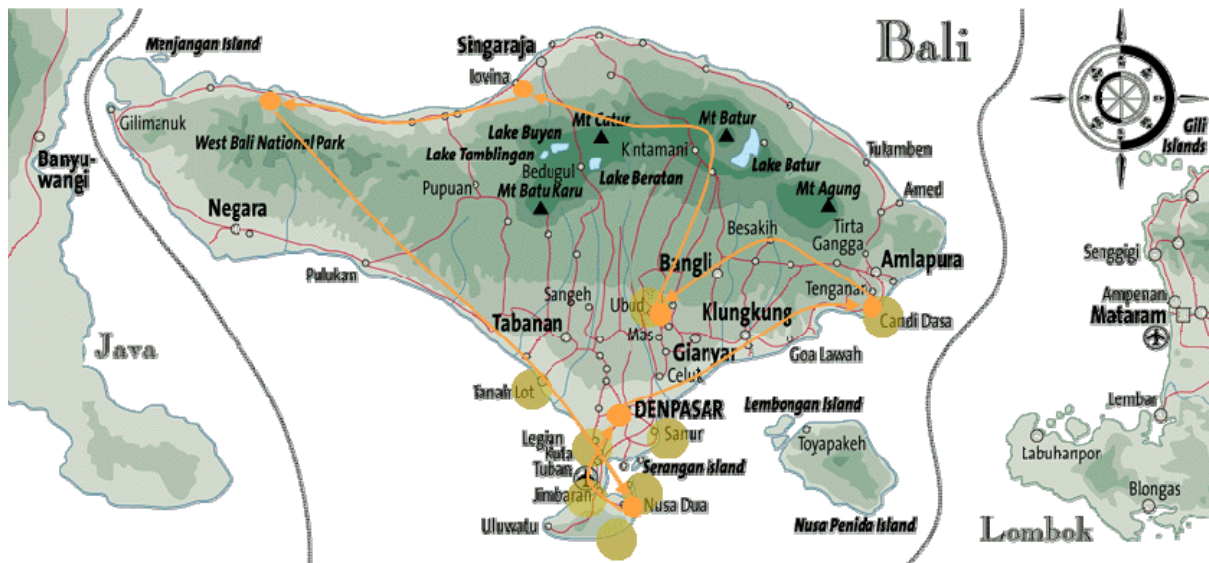 Bali
Menjangan Island
Singaraja
lovina
Gili
Islands
Gilimanuk
West Bali National Park
Lake Buyan
Mt Catur
Mt Batur
Lake Tamblingan
Kintamani
Lake Batur
Tulamben
Banyu-
wangi
Bedugul
Lake Beratan
Pupuan
Mt Batu Karu
Mt Agung
Amed
Negara
Besakih
Tirta
Gangga
Senggigi
Pulukan
Bangli
Amlapura
Sangeh
Ubud
Tenganan
Ampenan
Mataram
Tabanan
Klungkung
Candi Dasa
Java
Mas
Gianyar
Goa Lawah
Celuk
Tanah Lot
DENPASAR
Lembongan Island
Lembar
Legian
Kuta
Sanur
Toyapakeh
Labuhanpor
Tuban
Serangan island
Jimbaran
Nusa Dua
Blongas
Uluwatu
Nusa Penida Island
Lombok